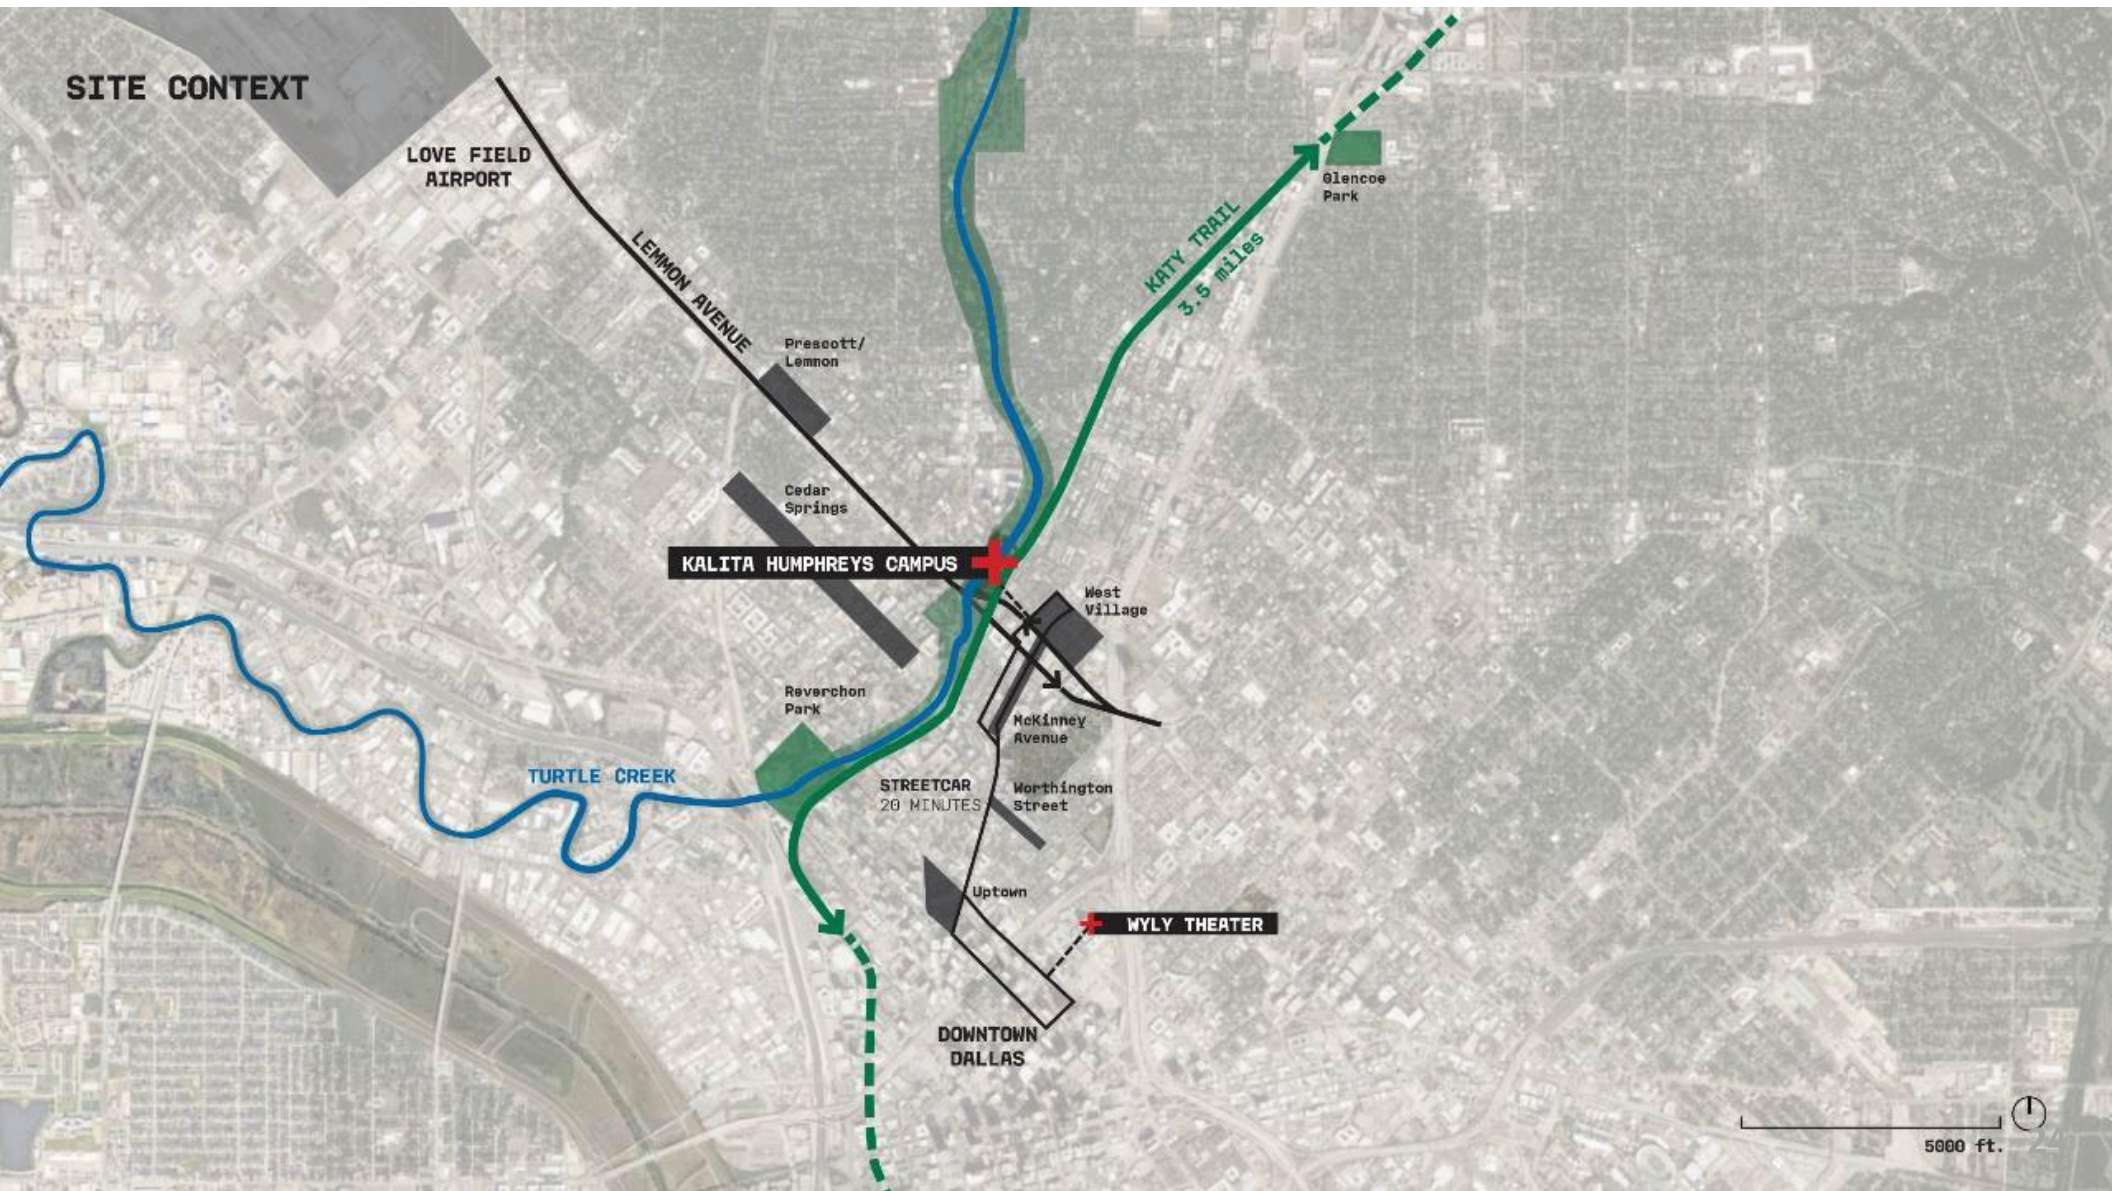 SITE CONTEXT
LOVE FIELD
AIRPORT
LEMMON AVENUE
KATY TRAIL
3.5 miles
Glencoe
Park
Prescott/
Lemmon
Cedar
Springs
KALITA HUMPHREYS CAMPUS
West
Village
Reverchon
Park
McKinney
Avenue
TURTLE CREEK
STREETCAR
20 MINUTES
Worthington
Street
Uptown
WYLY THEATER
DOWNTOWN
DALLAS
5000 ft.
24